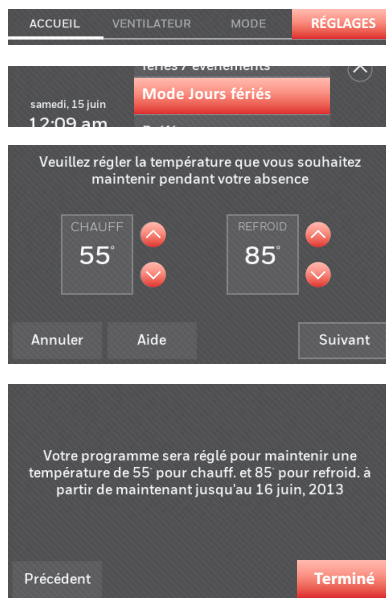 ACCUEIL VENTILATEUR MODE RÉGLAGES
fériés / événements
Mode Jours fériés
samedi, 15 juin
12:09 am
Veuillez régler la température que vous souhaitez
maintenir pendant votre absence
CHAUFF REFROID
55° 85°
Annuler Aide Suivant
Votre programme sera réglé pour maintenir une
température de 55° pour chauff. et 85° pour refroid. à
partir de maintenant jusqu'au 16 juin, 2013
Précédent Terminé